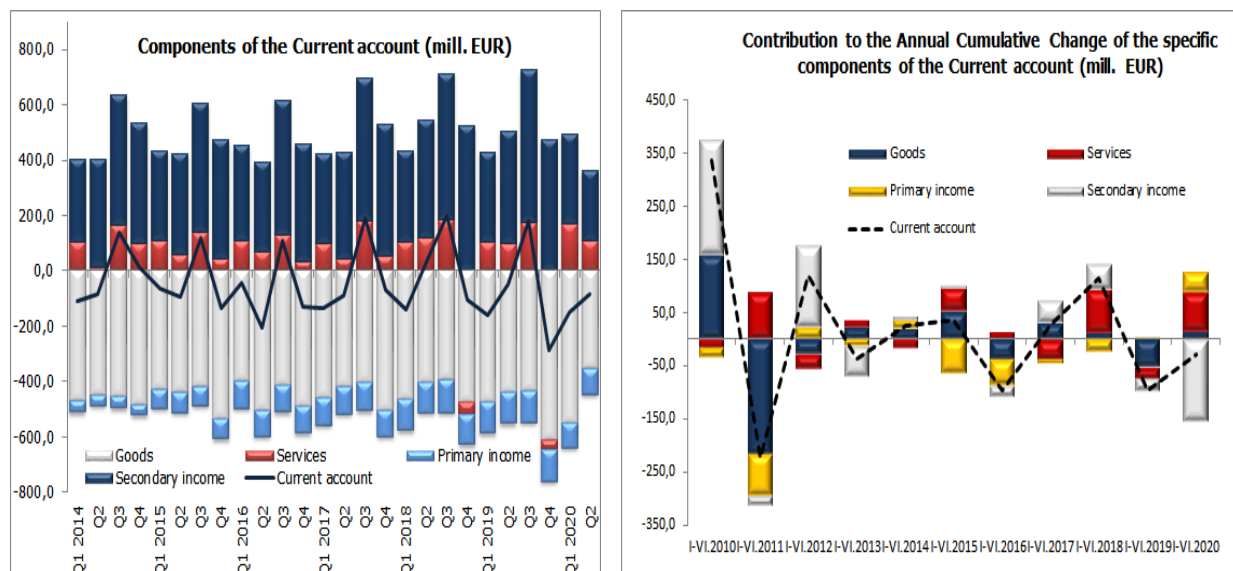 Components of the Current account (mill. EUR)
800,0
600,0
400,0
200,0
0,0
-200,0
-400,0
-600,0
-800,0
Goods
Services
Primary income
Secondary income
Current account
Q1 2014
Q2
Q3
Q4
Q1 2015
Q2
Q3
Q4
Q1 2016
Q2
Q3
Q4
Q1 2017
Q2
Q3
Q4
Q1 2018
Q2
Q3
Q4
Q1 2019
Q2
Q3
Q4
Q1 2020
Q2
Contribution to the Annual Cumulative Change of the specific
components of the Current account (mill. EUR)
450,0
350,0
250,0
150,0
50,0
-50,0
-150,0
-250,0
-350,0
Goods
Services
Primary income
Secondary income
Current account
I-VI.2010
I-VI.2011
I-VI.2012
I-VI.2013
I-VI.2014
I-VI.2015
I-VI.2016
I-VI.2017
I-VI.2018
I-VI.2019
I-VI.2020